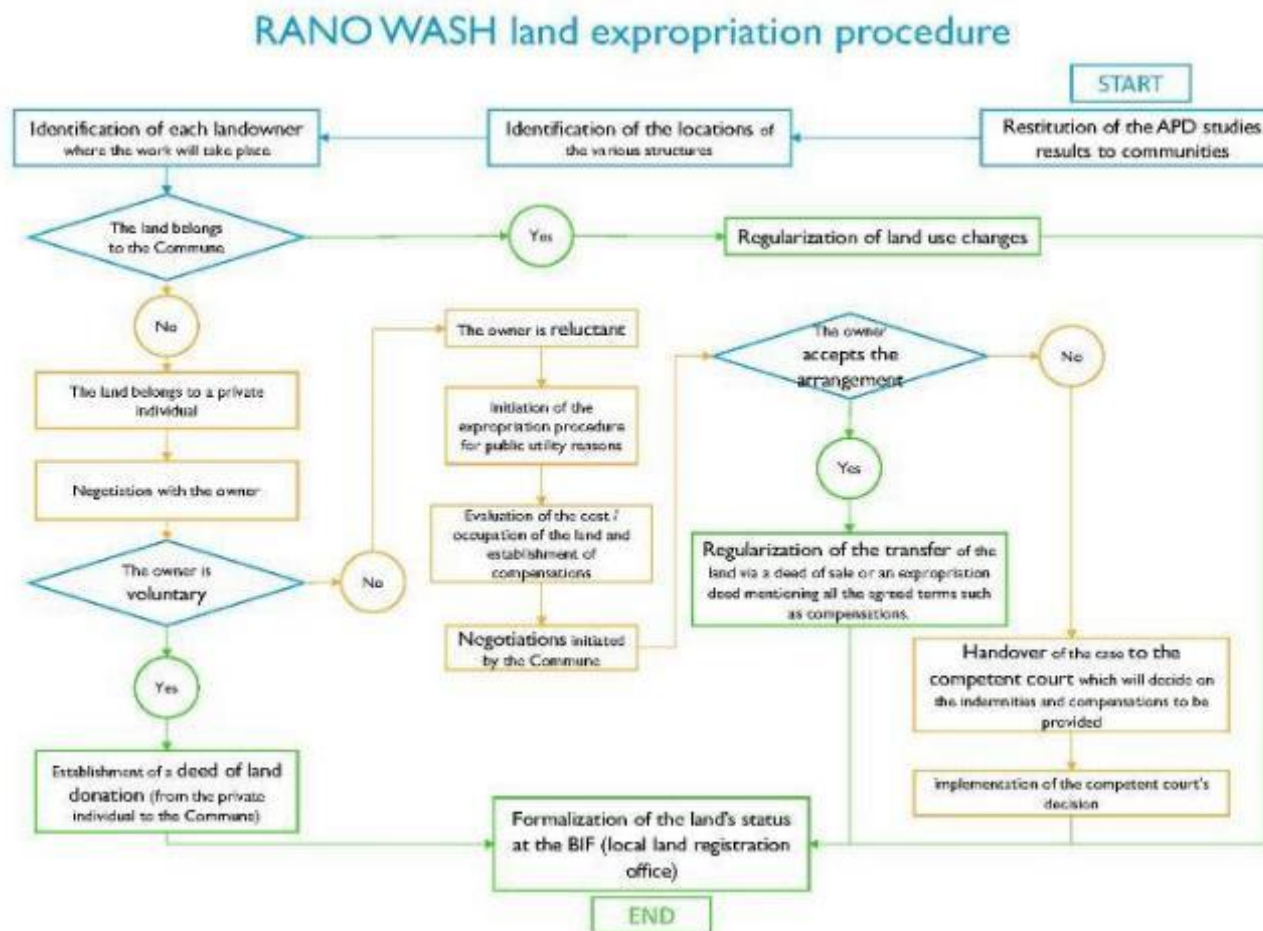 RANO WASH land expropriation procedure
START
Restitution of the APD studies
results to communities
Identification of the locations of
the various structures
Identification of each landowner
where the work will take place
The land belongs
to the Commune
Yes
Regularization of land use changes
No
The land belongs to a private
individual
Negotiation with the owner
The owner is
voluntary
No
The owner is reluctant
Initiation of the
expropriation procedure
for public utility reasons
Evaluation of the cost /
occupation of the land and
establishment of
compensations
Negotiations initiated
by the Commune
The owner
accepts the
arrangement
No
Yes
Regularization of the transfer of the
land via a deed of sale or an expropriation
deed mentioning all the agreed terms such
as compensations.
Handover of the case to the
competent court which will decide on
the indemnities and compensations to be
provided
implementation of the competent court's
decision
Yes
Establishment of a deed of land
donation (from the private
individual to the Commune)
Formalization of the land's status
at the BIF (local land registration
office)
END